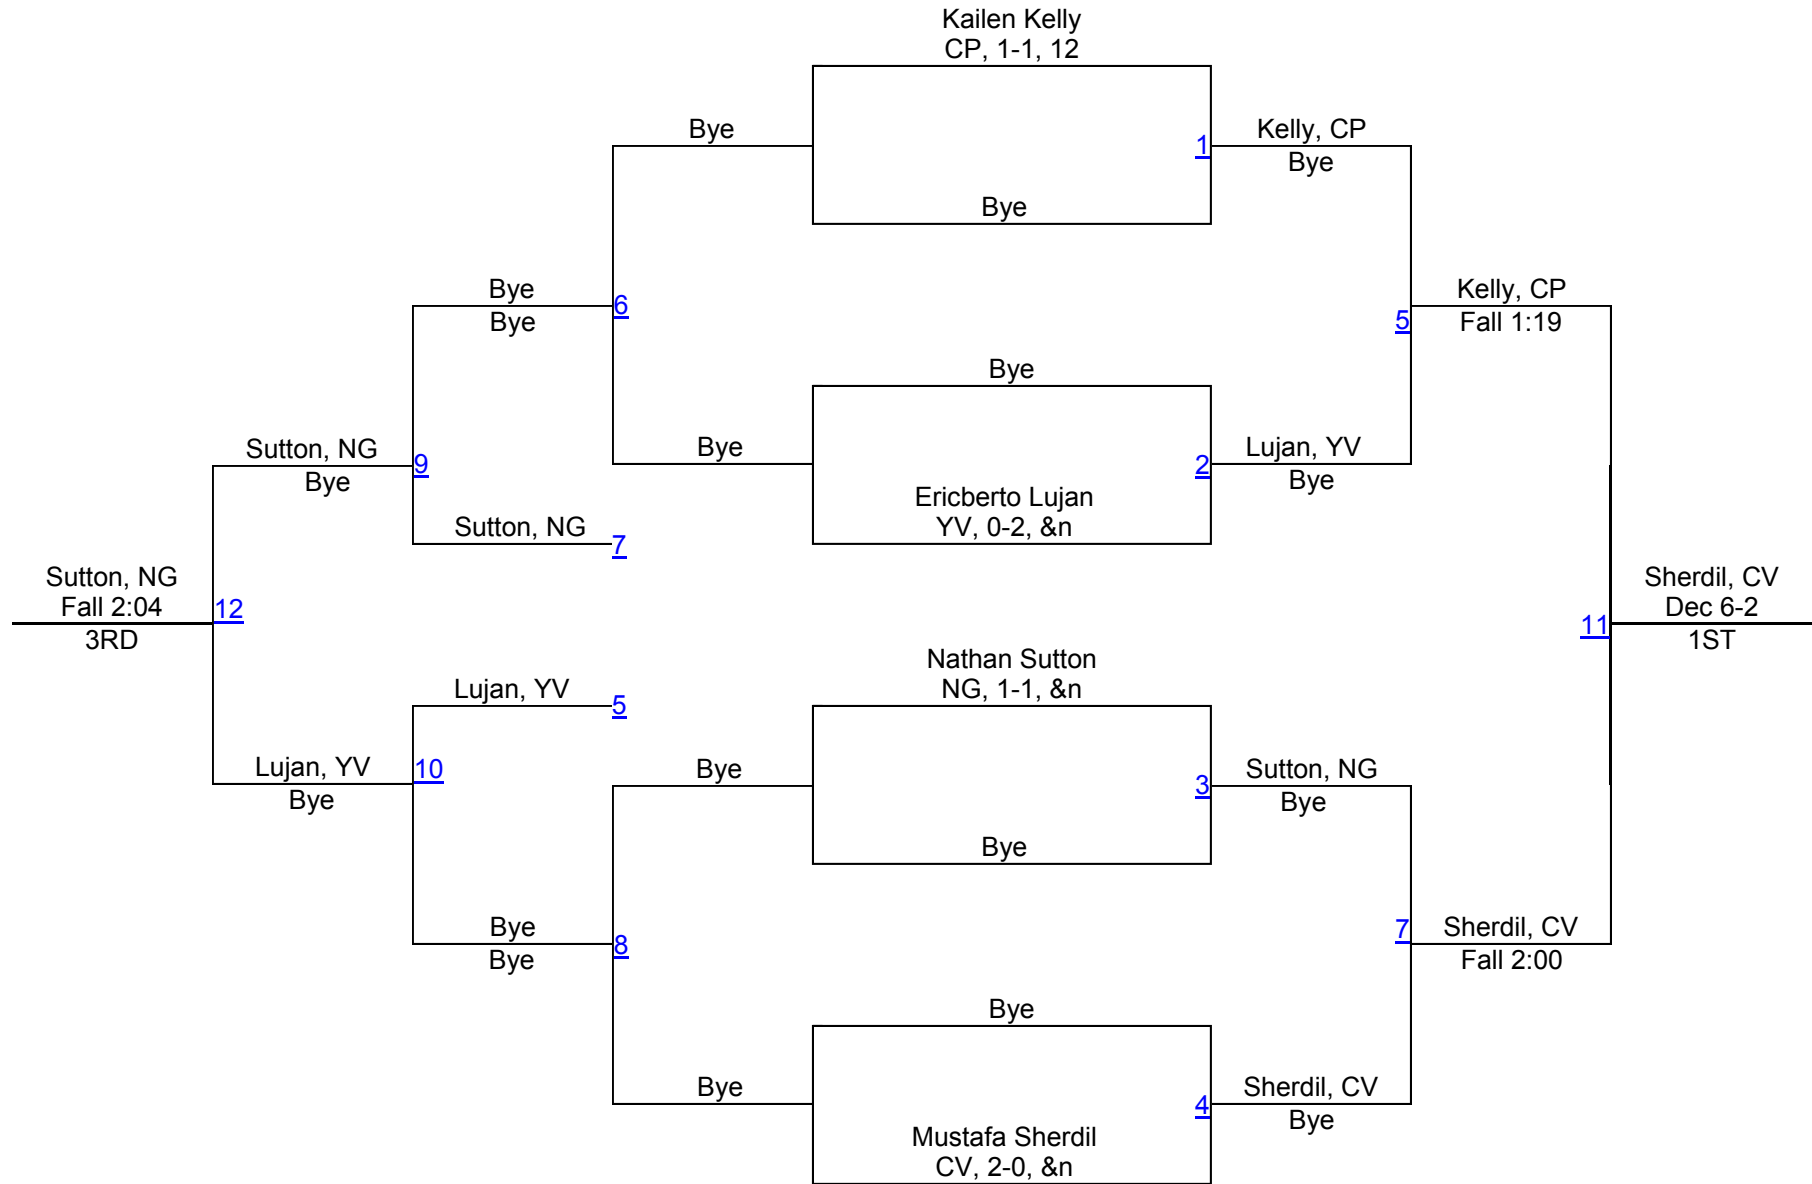 Kailen Kelly
CP, 1-1, 12
Bye
1
Kelly, CP
Bye
Bye
Bye
Bye
6
Kelly, CP
Fall 1:19
5
Bye
Sutton, NG
Bye
9
Bye
2
Lujan, YV
Bye
Ericberto Lujan
YV, 0-2, &n
Sutton, NG
7
Sutton, NG
Fall 2:04
3RD
12
Sherdil, CV
Dec 6-2
1ST
11
Nathan Sutton
NG, 1-1, &n
Lujan, YV
5
Lujan, YV
Bye
10
Bye
3
Sutton, NG
Bye
Bye
Bye
Bye
8
7
Sherdil, CV
Fall 2:00
Bye
Bye
4
Sherdil, CV
Bye
Mustafa Sherdil
CV, 2-0, &n